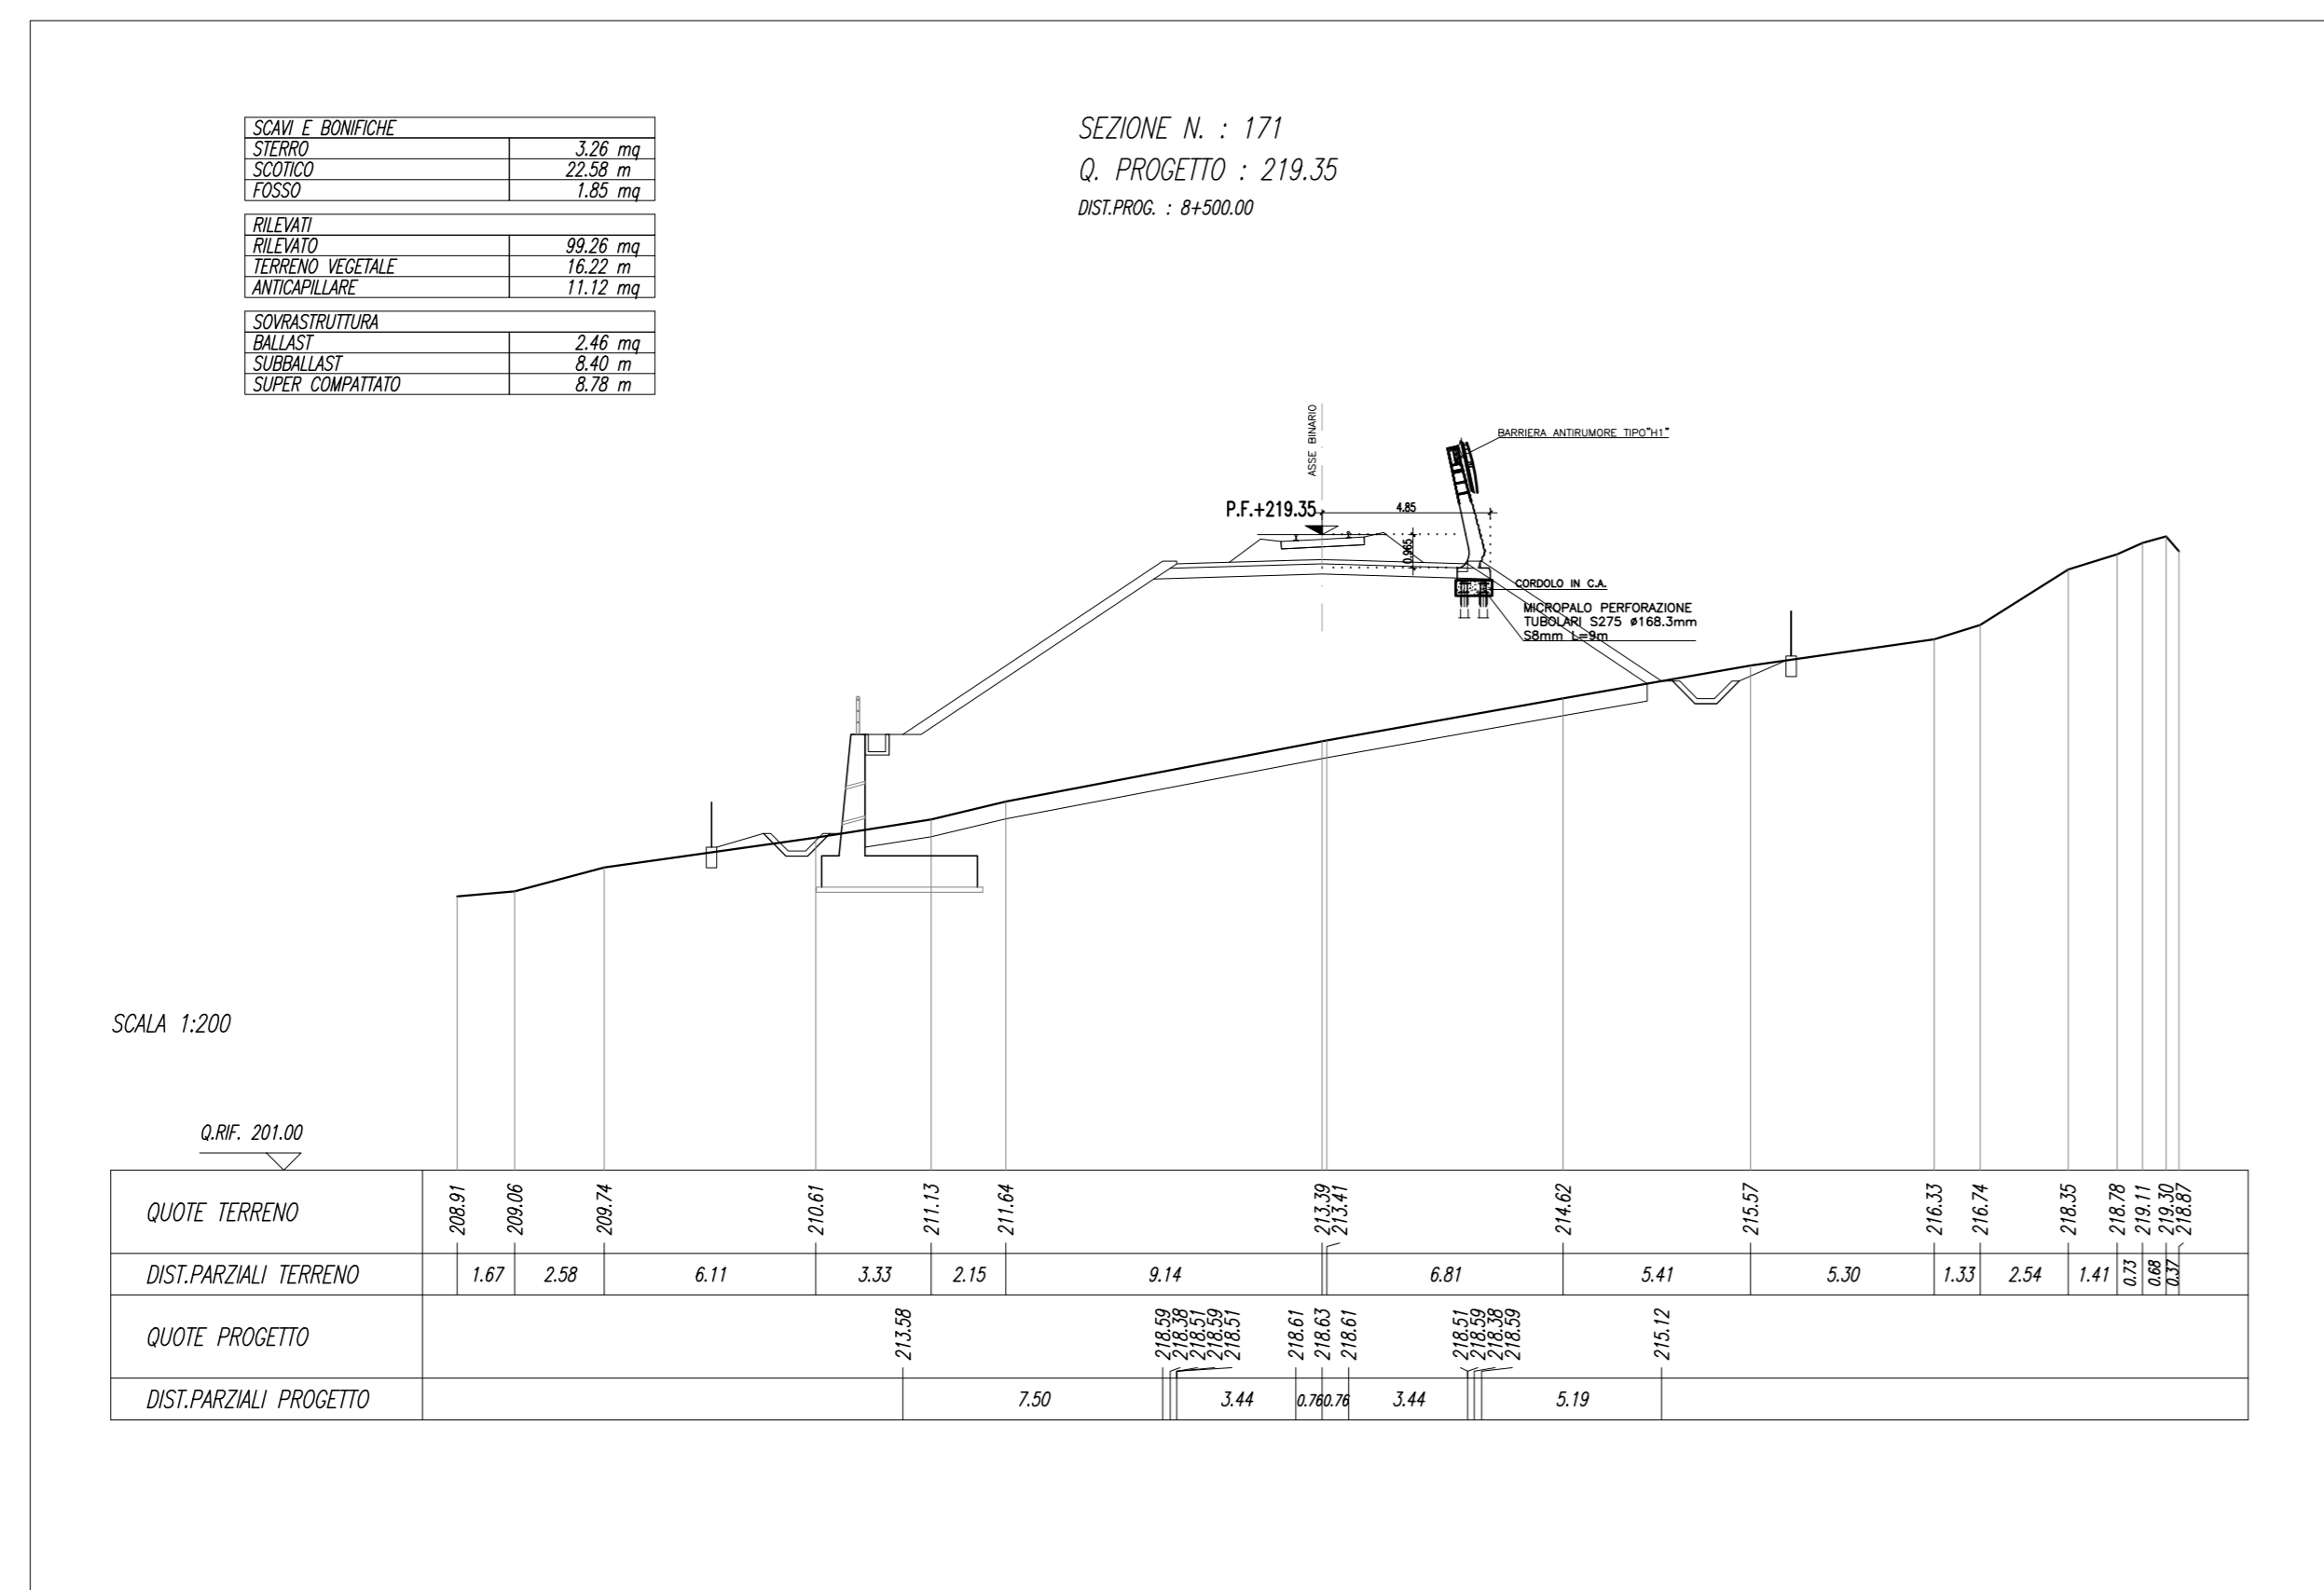 SCAVI E BONIFICHE
STERRO 3.26 mq
SCOTICO 22.58 m
FOSSO 1.85 mq
RILEVATI
RILEVATO 99.26 mq
TERRENO VEGETALE 16.22 m
ANTICAPILLARE 11.12 mq
SOVRASTRUTTURA
BALLAST 2.46 mq
SUBBALLAST 8.40 m
SUPER COMPATTATO 8.78 m
SEZIONE N. : 171
Q. PROGETTO : 219.35
DIST.PROG. : 8+500.00
ASSE BINARIO
BARRIERA ANTIRUMORE TIPO"H1"
P.F.+219.35
4.85
0.965
CORDOLO IN C.A.
MICROPALO PERFORAZIONE
TUBOLARI S275 ø168.3mm
S8mm L=9m
SCALA 1:200
Q.RIF. 201.00
QUOTE TERRENO 208.91 209.06 209.74 210.61 211.13 211.64 213.39 213.41 214.62 215.57 216.33 216.74 218.35 218.78 219.11 219.30 218.87
DIST.PARZIALI TERRENO 1.67 2.58 6.11 3.33 2.15 9.14 6.81 5.41 5.30 1.33 2.54 1.41 0.73 0.68 0.37
QUOTE PROGETTO 213.58 218.59 218.38 218.51 218.59 218.51 218.61 218.63 218.61 218.51 218.59 218.38 218.59 215.12
DIST.PARZIALI PROGETTO 7.50 3.44 0.76 0.76 3.44 5.19